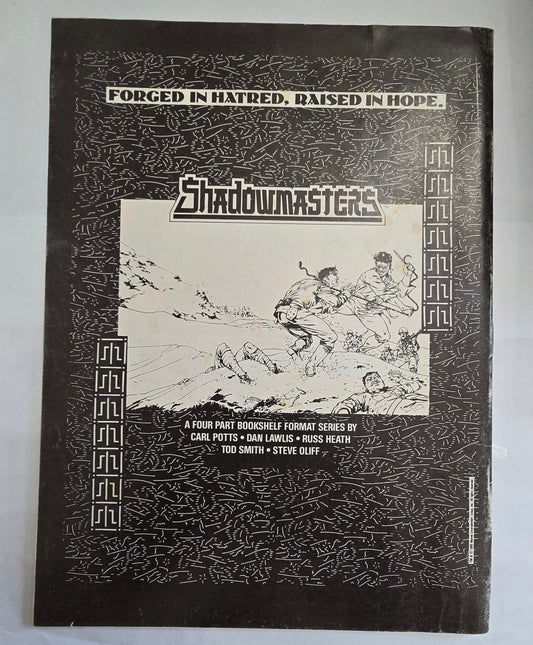 FORGED IN HATRED, RAISED IN HOPE.
Shadowmasters
A FOUR PART BOOKSHELF FORMAT SERIES BY
CARL POTTS • DAN LAWLIS • RUSS HEATH
TOD SMITH • STEVE OLIFF